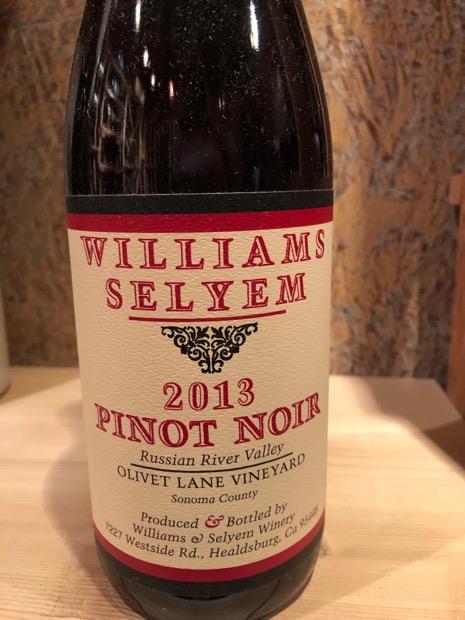 WILLIAMS
SELYEM
2013
PINOT NOIR
Russian River Valley
OLIVET LANE VINEYARD
Sonoma County
Produced & Bottled by
Williams & Selyem Winery
7227 Westside Rd., Healdsburg, Ca 95448